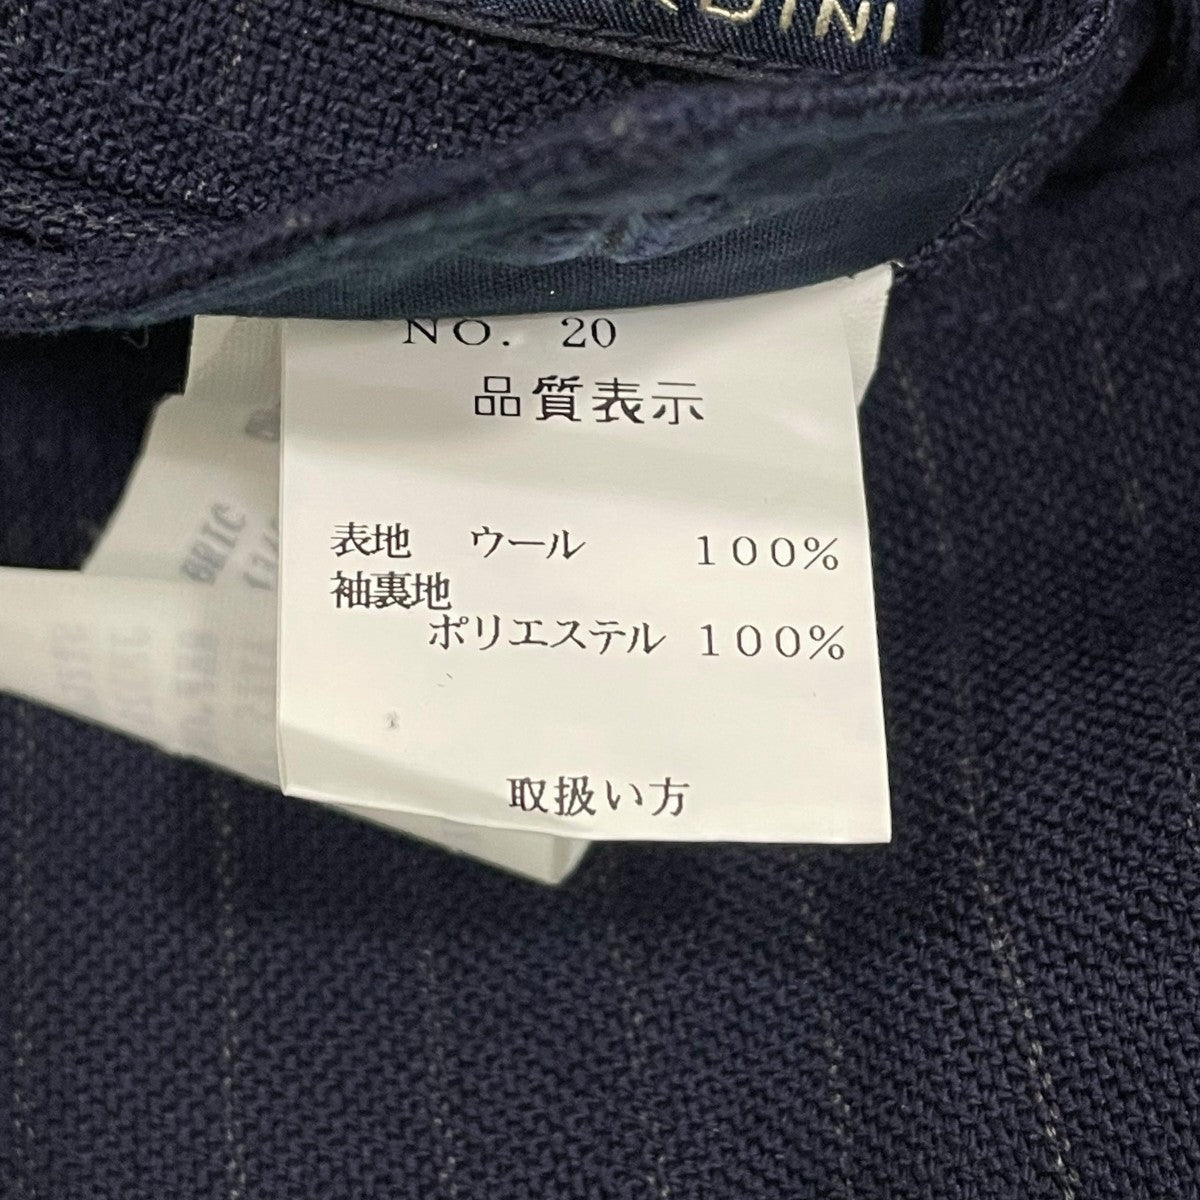 NO. 20
品質表示
表地 ウール 100%
袖裏地
ポリエステル 100%
取扱い方